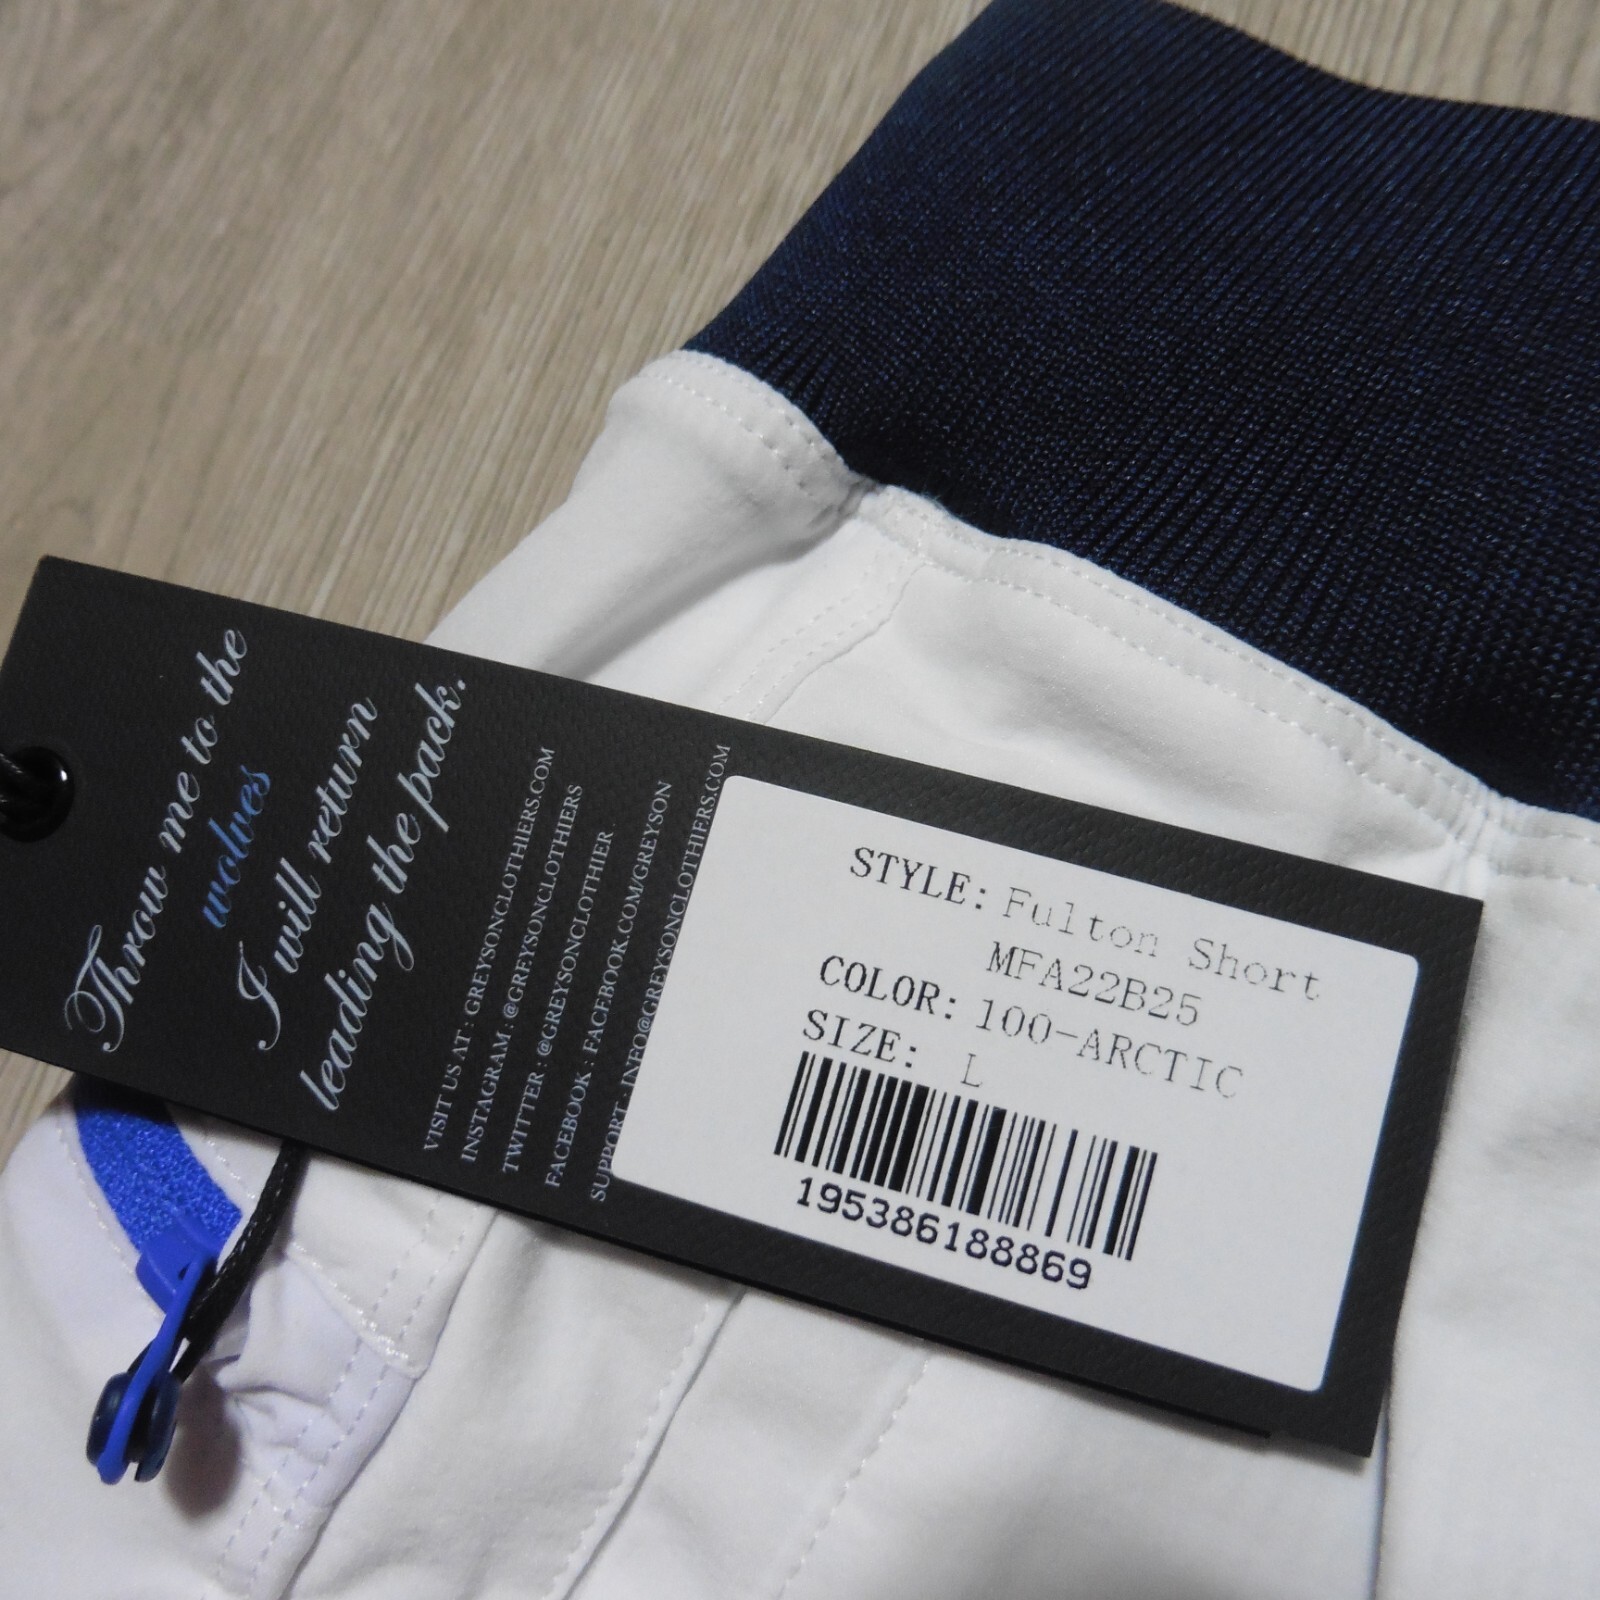 Throw me to the
wolves
I will return
leading the pack.
VISIT US AT : GREYSONCLOTHIERS.COM
INSTAGRAM : @GREYSONCLOTHIERS
TWITTER : @GREYSONCLOTHIER
FACEBOOK : FACEBOOK.COM/GREYSON
SUPPORT : INFO@GREYSONCLOTHIERS.COM
STYLE: Fulton Short
MFA22B25
COLOR: 100-ARCTIC
SIZE: L
195386188869